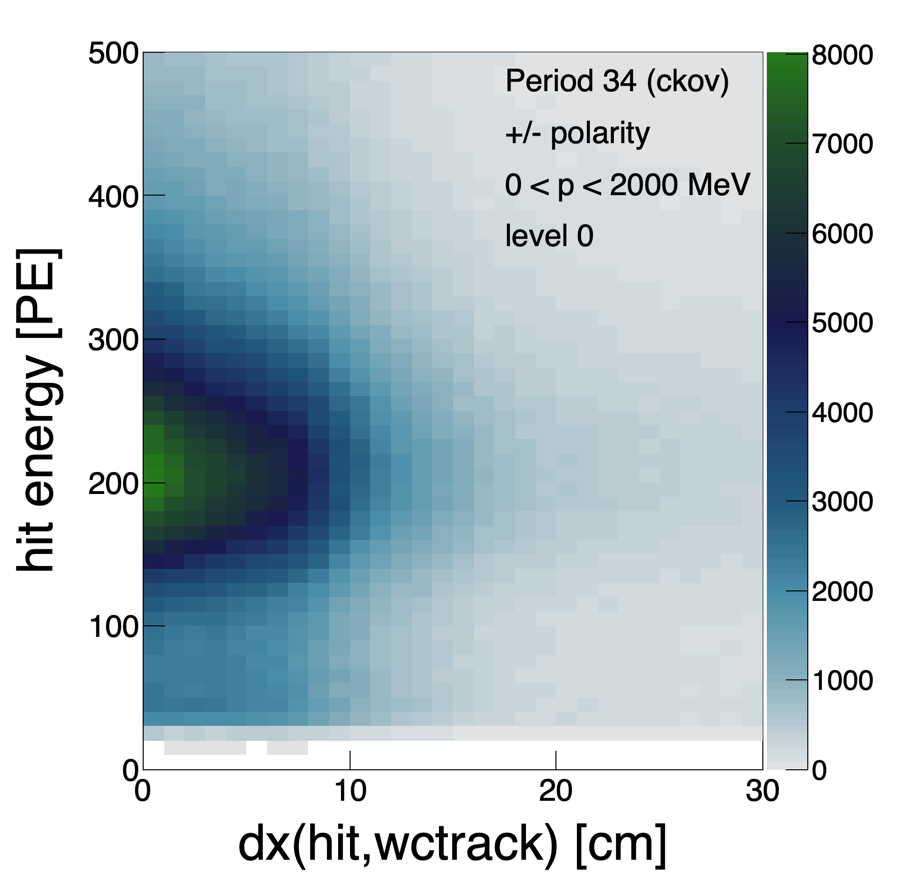 Period 34 (ckov)
+/- polarity
0 < p < 2000 MeV
level 0
hit energy [PE]
500
400
300
200
100
0
0 10 20 30
dx(hit,wctrack) [cm]
8000
7000
6000
5000
4000
3000
2000
1000
0